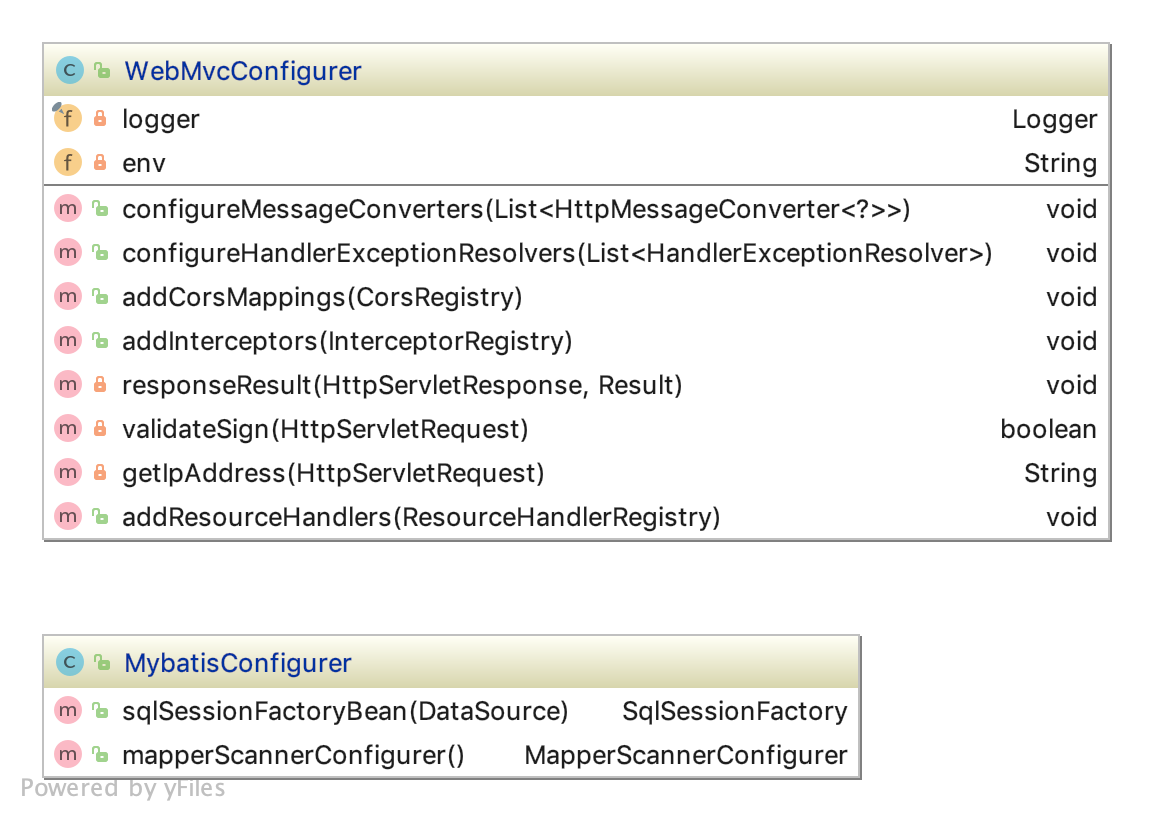 C WebMvcConfigurer
f logger Logger
f env String
m configureMessageConverters(List<HttpMessageConverter<?>>) void
m configureHandlerExceptionResolvers(List<HandlerExceptionResolver>) void
m addCorsMappings(CorsRegistry) void
m addInterceptors(InterceptorRegistry) void
m responseResult(HttpServletResponse, Result) void
m validateSign(HttpServletRequest) boolean
m getIpAddress(HttpServletRequest) String
m addResourceHandlers(ResourceHandlerRegistry) void
C MybatisConfigurer
m sqlSessionFactoryBean(DataSource) SqlSessionFactory
m mapperScannerConfigurer() MapperScannerConfigurer
Powered by yFiles